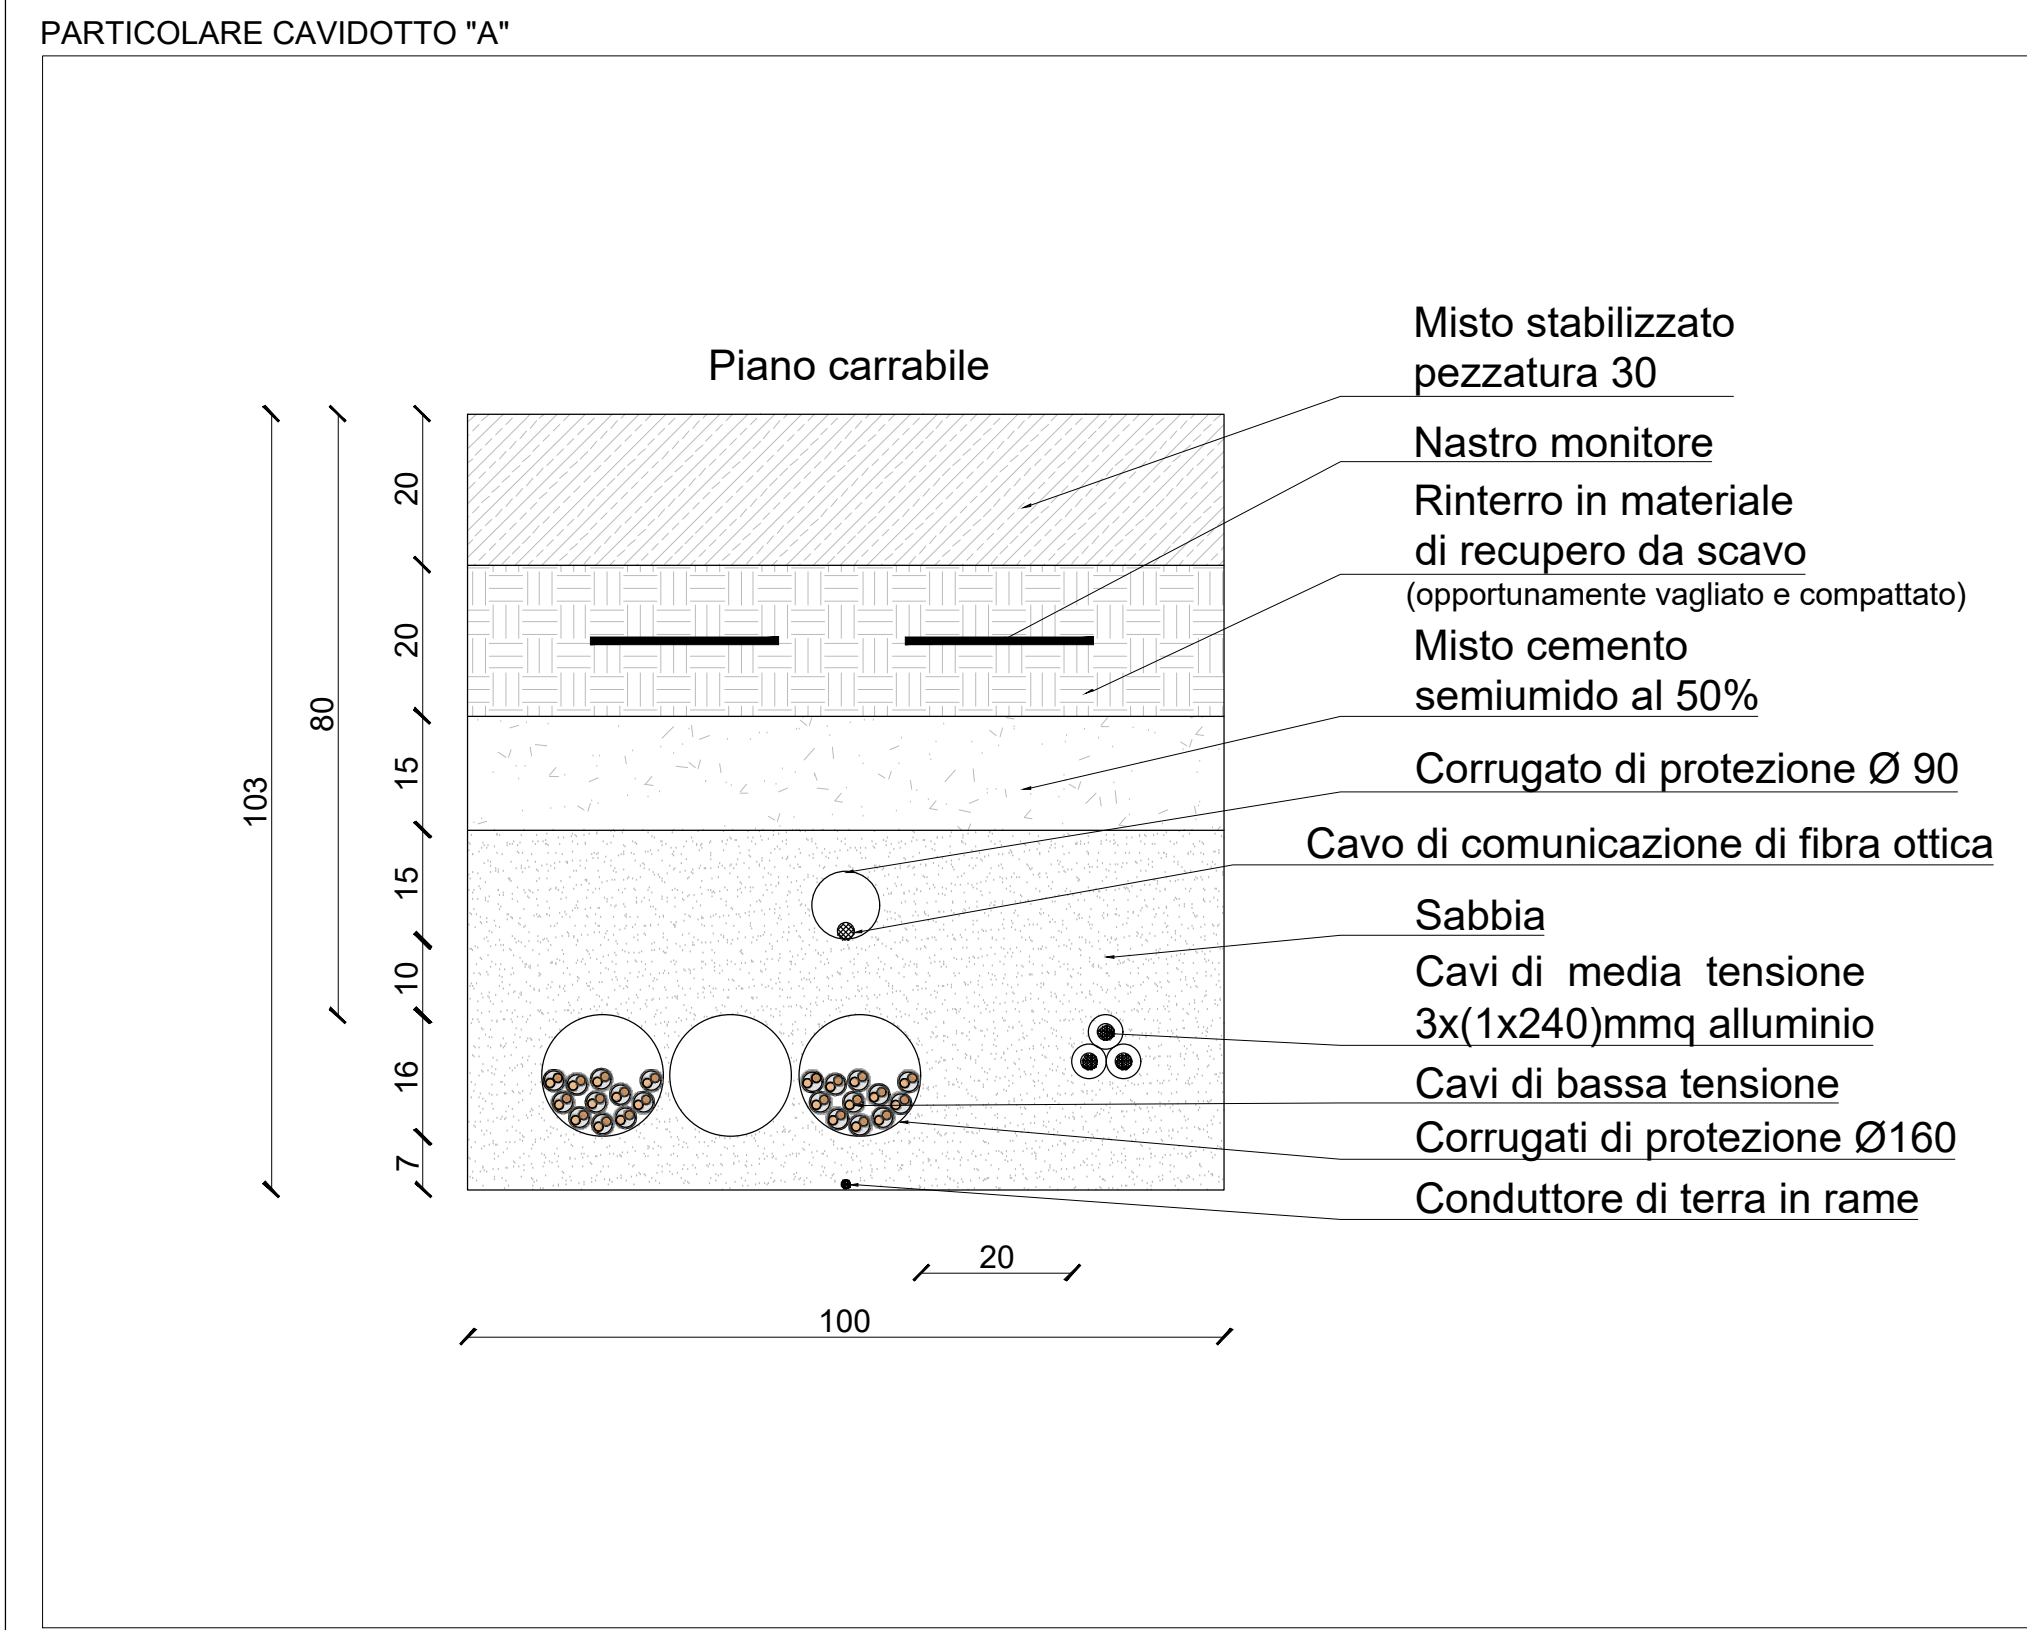 PARTICOLARE CAVIDOTTO "A"
Piano carrabile
Misto stabilizzato
pezzatura 30
Nastro monitore
Rinterro in materiale
di recupero da scavo
(opportunamente vagliato e compattato)
Misto cemento
semiumido al 50%
Corrugato di protezione Ø 90
Cavo di comunicazione di fibra ottica
Sabbia
Cavi di media tensione
3x(1x240)mmq alluminio
Cavi di bassa tensione
Corrugati di protezione Ø160
Conduttore di terra in rame
103
80
20
20
15
15
10
16
7
20
100